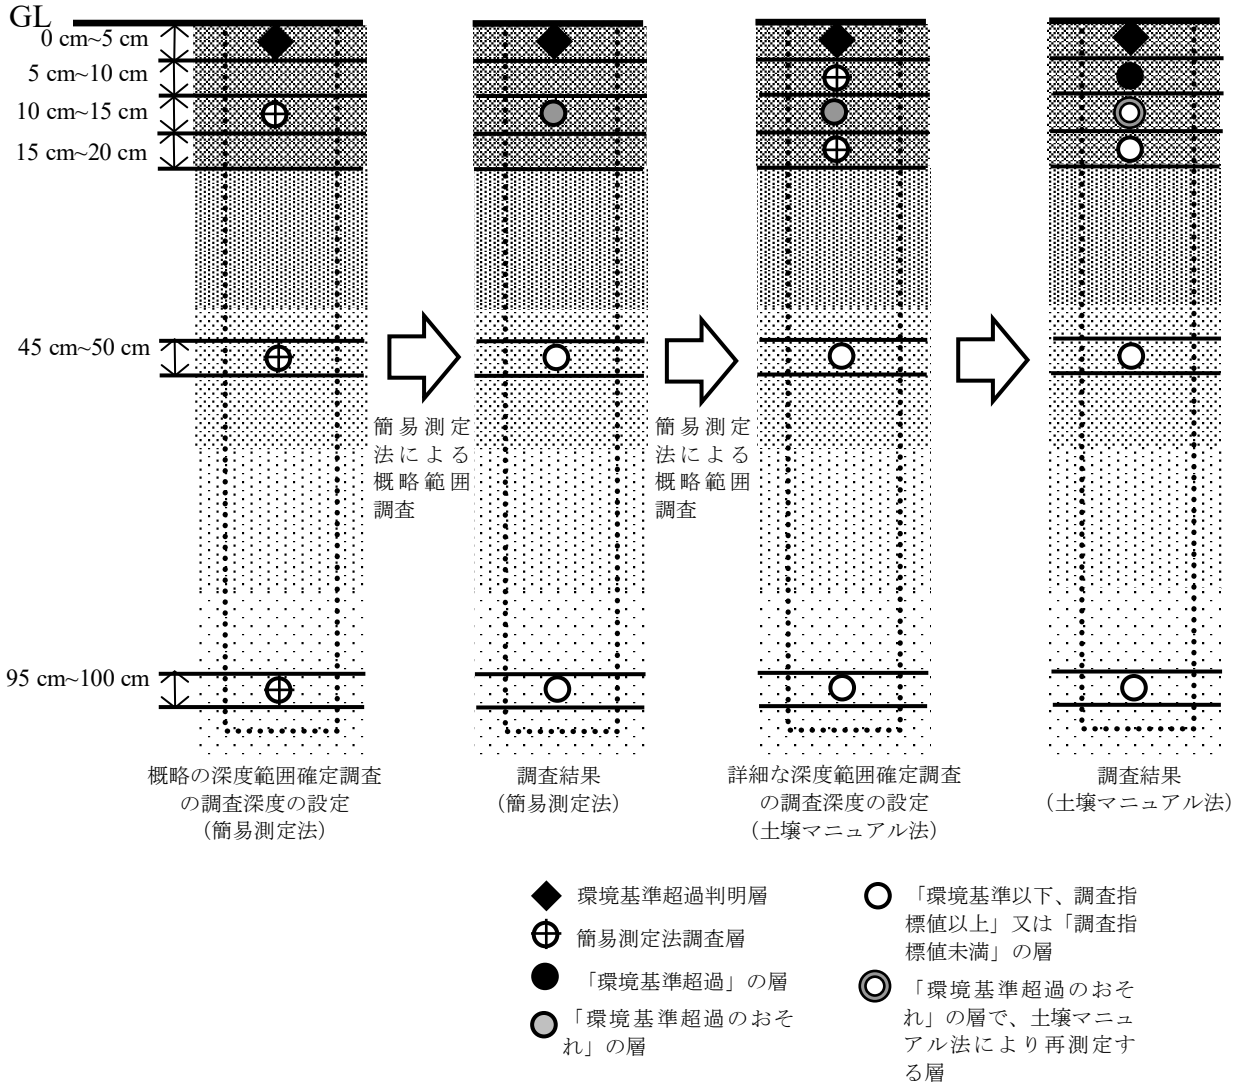 GL
0 cm~5 cm
5 cm~10 cm
10 cm~15 cm
15 cm~20 cm
45 cm~50 cm
95 cm~100 cm
簡易測定
法による
概略範囲
調査
簡易測定
法による
概略範囲
調査
概略の深度範囲確定調査
の調査深度の設定
（簡易測定法）
調査結果
（簡易測定法）
詳細な深度範囲確定調査
の調査深度の設定
（土壌マニュアル法）
調査結果
（土壌マニュアル法）
環境基準超過判明層
簡易測定法調査層
「環境基準超過」の層
「環境基準超過のおそ
れ」の層
「環境基準以下、調査指
標値以上」又は「調査指
標値未満」の層
「環境基準超過のおそ
れ」の層で、土壌マニュ
アル法により再測定す
る層